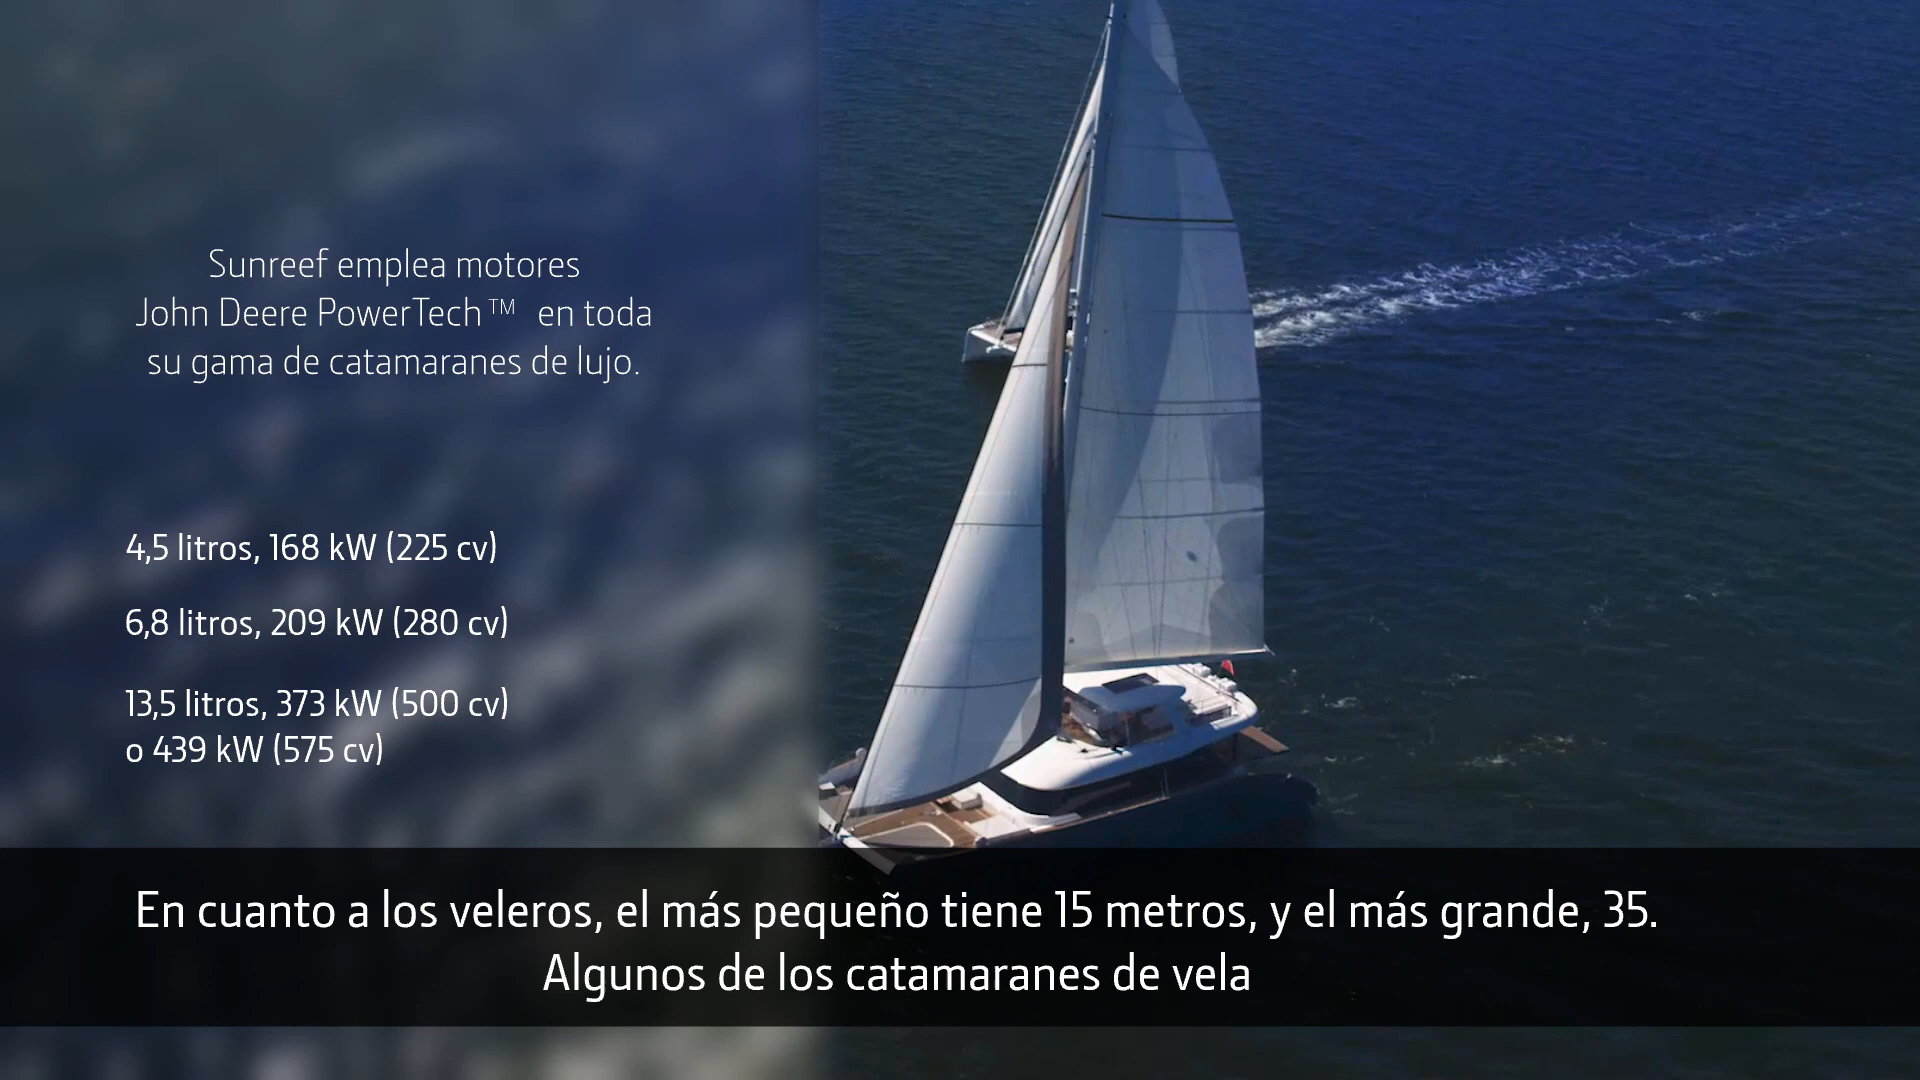 Sunreef emplea motores
John Deere PowerTech™ en toda
su gama de catamaranes de lujo.
4,5 litros, 168 kW (225 cv)
6,8 litros, 209 kW (280 cv)
13,5 litros, 373 kW (500 cv)
o 439 kW (575 cv)
En cuanto a los veleros, el más pequeño tiene 15 metros, y el más grande, 35.
Algunos de los catamaranes de vela